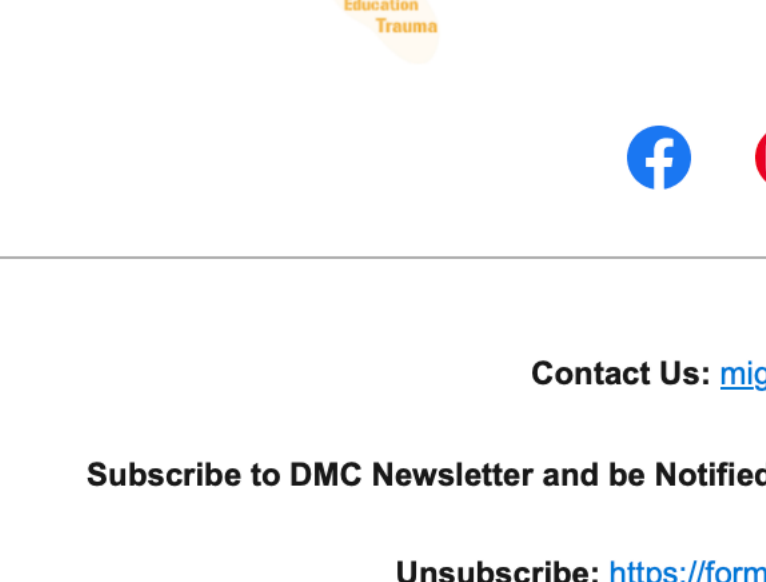 Education
Trauma
Contact Us: mig
Subscribe to DMC Newsletter and be Notified
Unsubscribe: https://form